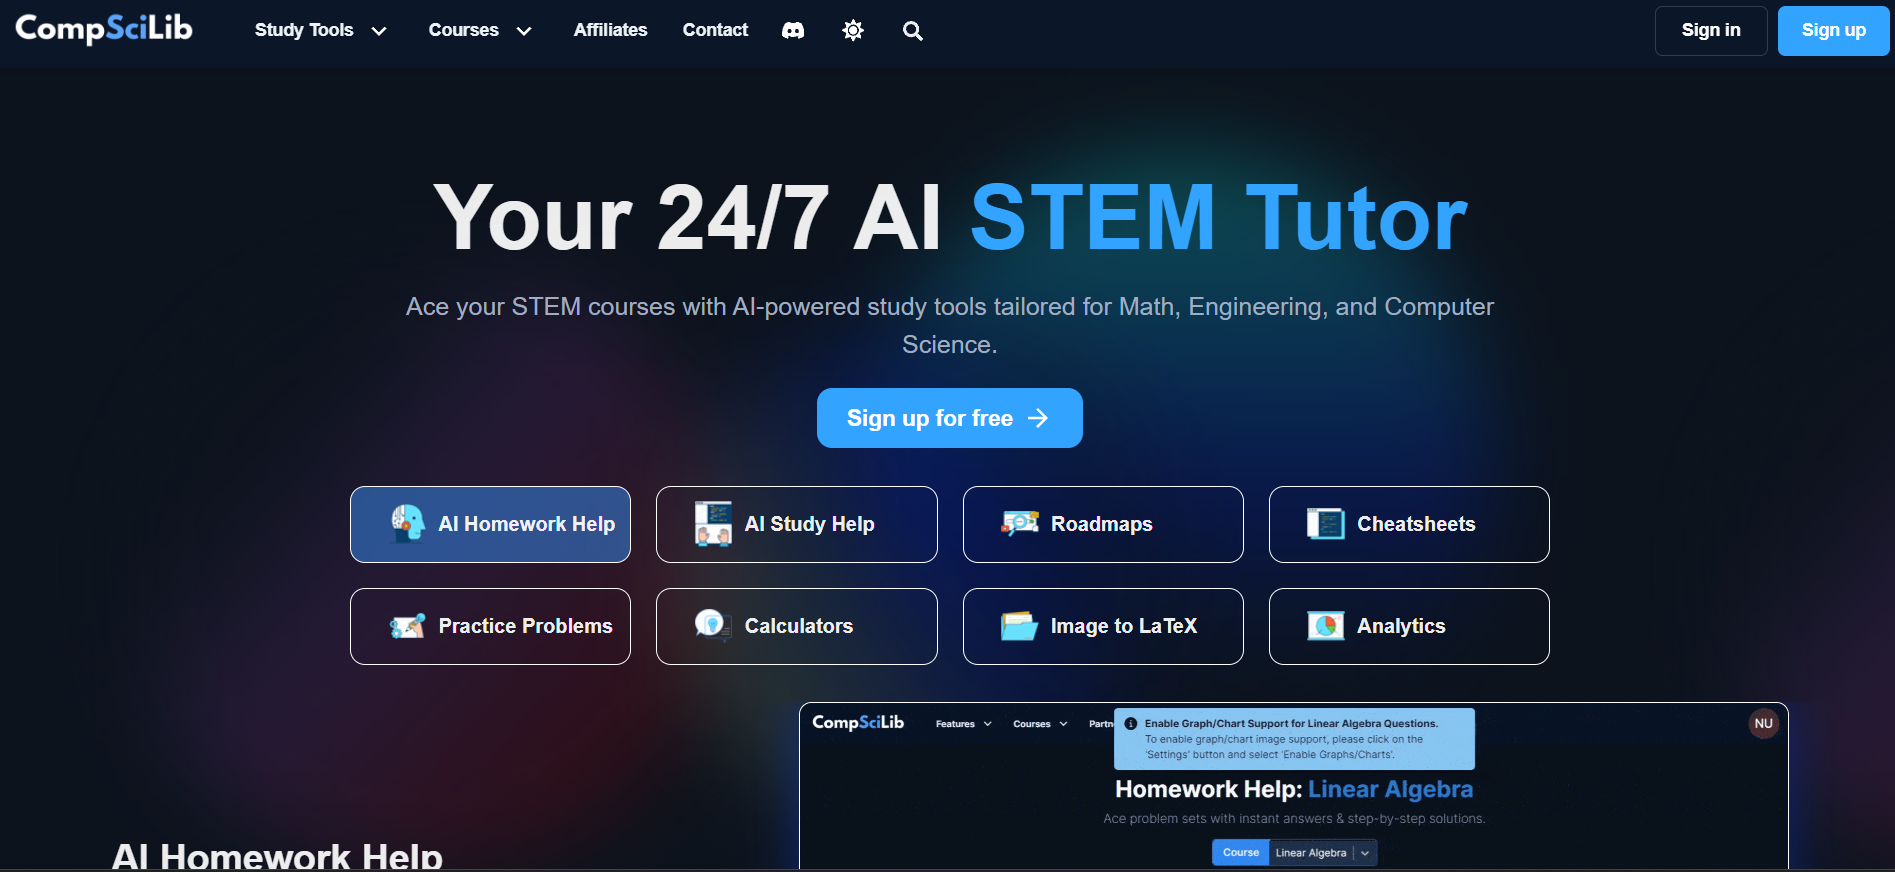 CompSciLib
Study Tools
Courses
Affiliates
Contact
Sign in
Sign up
Your 24/7 AI STEM Tutor
Ace your STEM courses with AI-powered study tools tailored for Math, Engineering, and Computer
Science.
Sign up for free
AI Homework Help
AI Study Help
Roadmaps
Cheatsheets
Practice Problems
Calculators
Image to LaTeX
Analytics
CompSciLib
Features
Courses
Partn
NU
Enable Graph/Chart Support for Linear Algebra Questions.
To enable graph/chart image support, please click on the
'Settings' button and select 'Enable Graphs/Charts'.
Homework Help: Linear Algebra
Ace problem sets with instant answers & step-by-step solutions.
Course
Linear Algebra
AI Homework Help